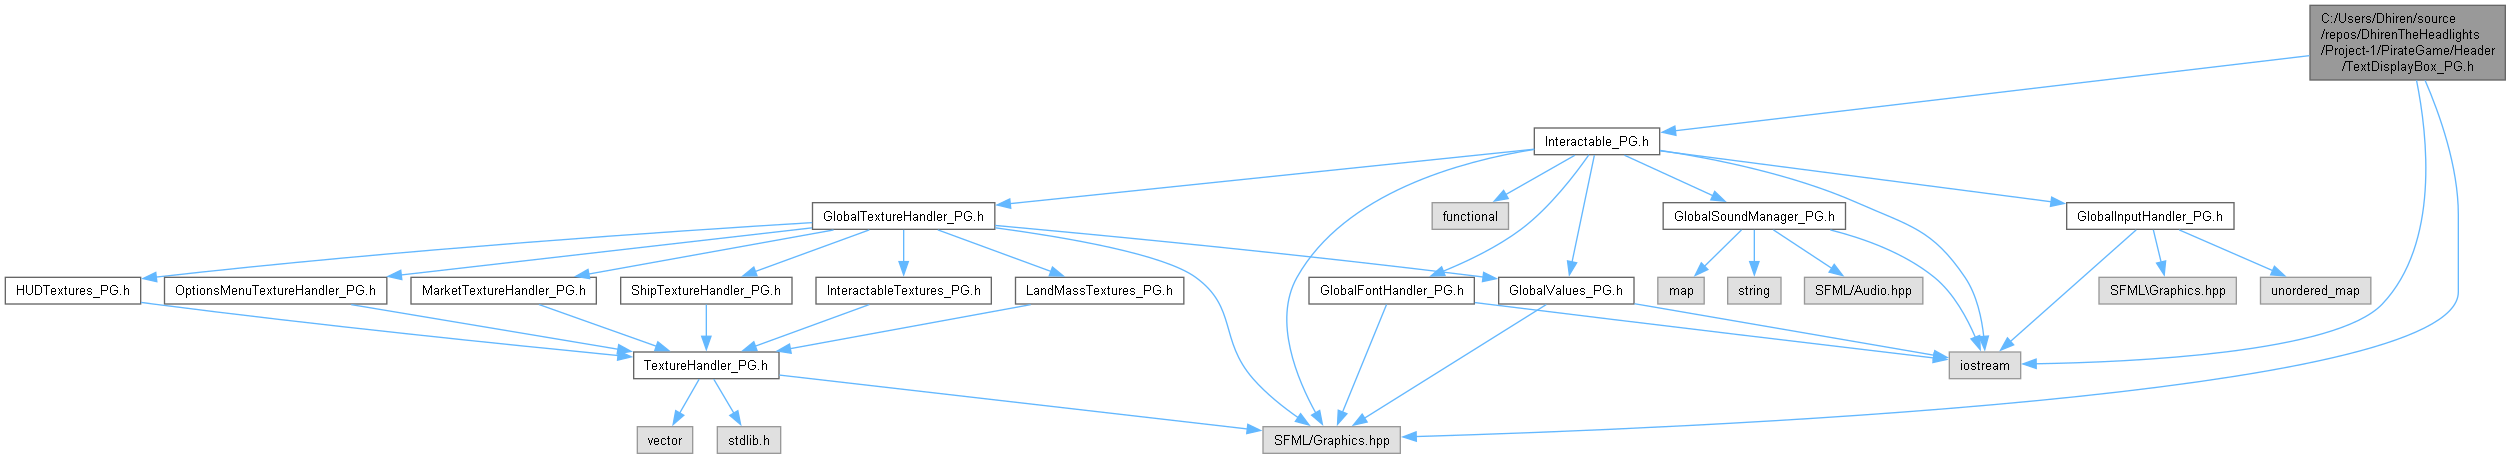 C:/Users/Dhiren/source
/repos/DhirenTheHeadlights
/Project-1/PirateGame/Header
/TextDisplayBox_PG.h
Interactable_PG.h
GlobalTextureHandler_PG.h
functional
GlobalSoundManager_PG.h
GlobalInputHandler_PG.h
HUDTextures_PG.h
OptionsMenuTextureHandler_PG.h
MarketTextureHandler_PG.h
ShipTextureHandler_PG.h
InteractableTextures_PG.h
LandMassTextures_PG.h
GlobalFontHandler_PG.h
GlobalValues_PG.h
map
string
SFML/Audio.hpp
SFML\Graphics.hpp
unordered_map
TextureHandler_PG.h
iostream
vector
stdlib.h
SFML/Graphics.hpp